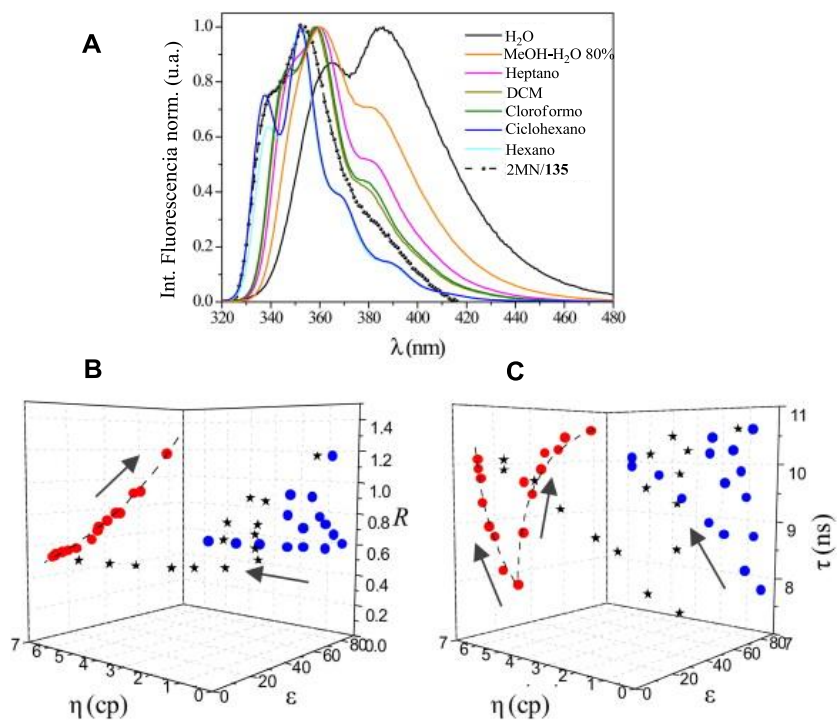 A
Int. Fluorescencia norm. (u.a.)
1.0
0.8
0.6
0.4
0.2
0.0
320 340 360 380 400 420 440 460 480
λ (nm)
H₂O
MeOH-H₂O 80%
Heptano
DCM
Cloroformo
Ciclohexano
Hexano
2MN/135
B
1.4
1.2
1.0
0.8
0.6
0.4
0.2
0.0
R
7 6 5 4 3 2 1 0
η (cp)
0 20 40 60 80
ε
C
11
10
9
8
7
τ (ns)
7 6 5 4 3 2 1 0
η (cp)
0 20 40 60 80
ε